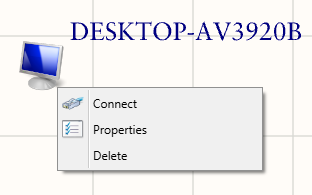 DESKTOP-AV3920B
Connect
Properties
Delete